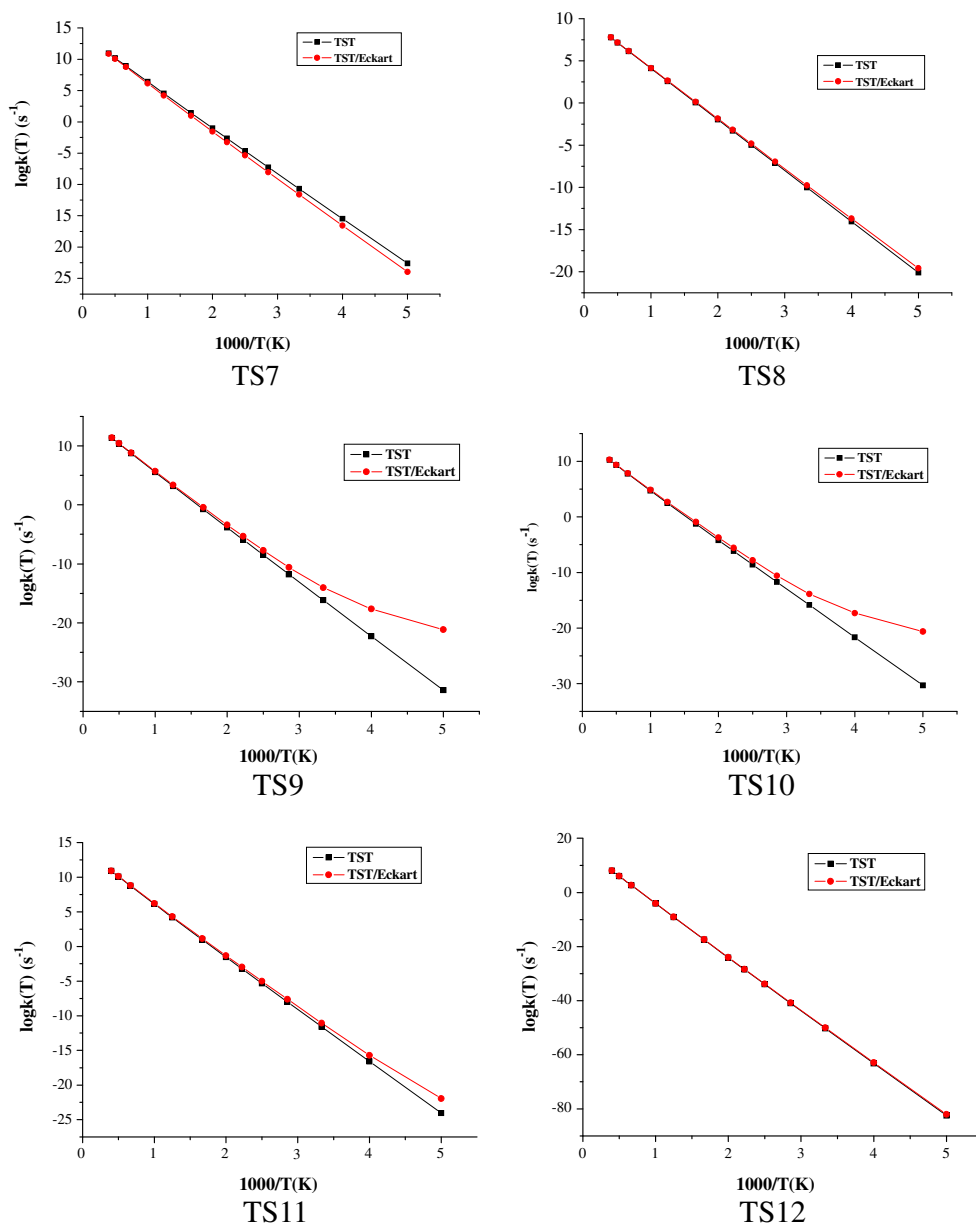 15
10
5
0
5
10
15
20
25
logk(T) (s⁻¹)
TST
TST/Eckart
0 1 2 3 4 5
1000/T(K)
TS7
10
5
0
-5
-10
-15
-20
logk(T) (s⁻¹)
TST
TST/Eckart
0 1 2 3 4 5
1000/T(K)
TS8
10
0
-10
-20
-30
logk(T) (s⁻¹)
TST
TST/Eckart
0 1 2 3 4 5
1000/T(K)
TS9
10
0
-10
-20
-30
logk(T) (s⁻¹)
TST
TST/Eckart
0 1 2 3 4 5
1000/T(K)
TS10
15
10
5
0
-5
-10
-15
-20
-25
logk(T) (s⁻¹)
TST
TST/Eckart
0 1 2 3 4 5
1000/T(K)
TS11
20
0
-20
-40
-60
-80
logk(T) (s⁻¹)
TST
TST/Eckart
0 1 2 3 4 5
1000/T(K)
TS12